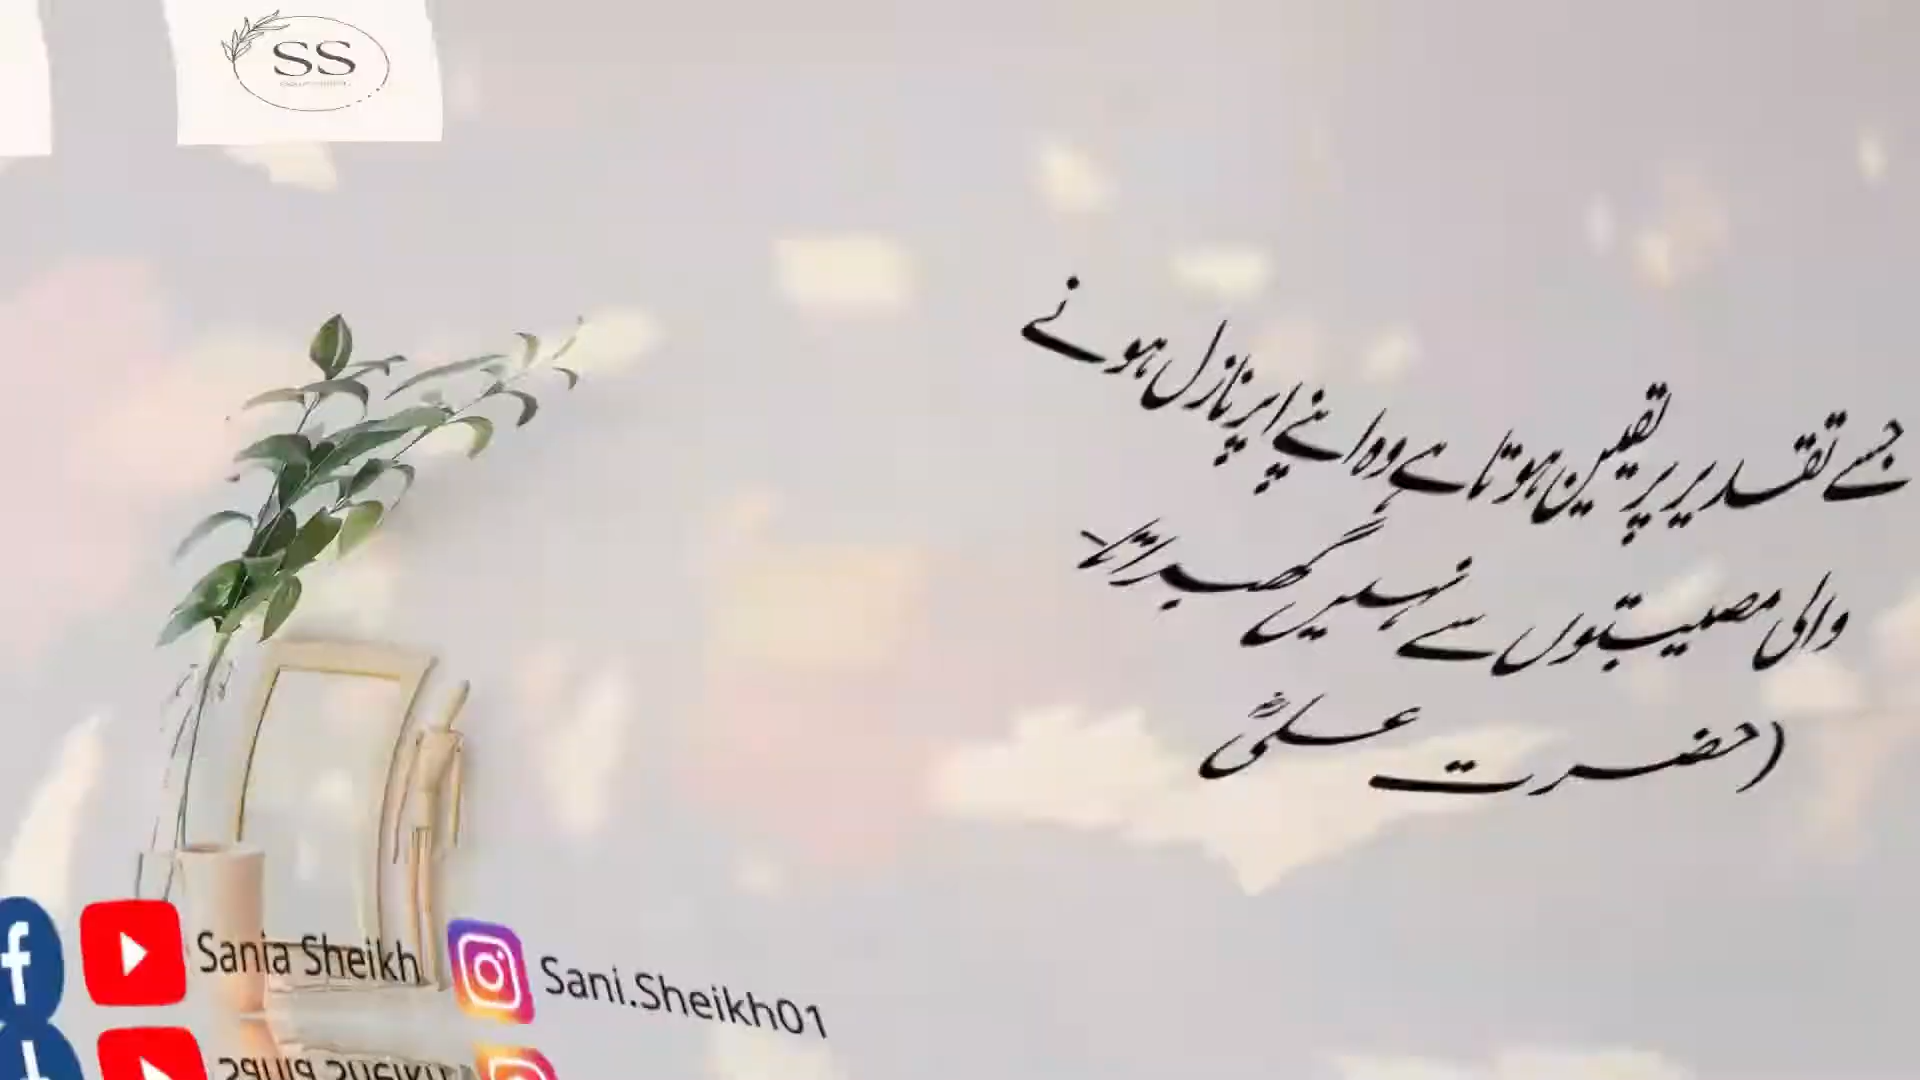 SS
جسے تقدیر پر یقین ہوتا ہے وہ اپنے اپر نازل ہونے
والی مصیبتوں سے نہیں گھبراتا-
(حضرت علیؓ
Sania Sheikh
Sani.Sheikh01